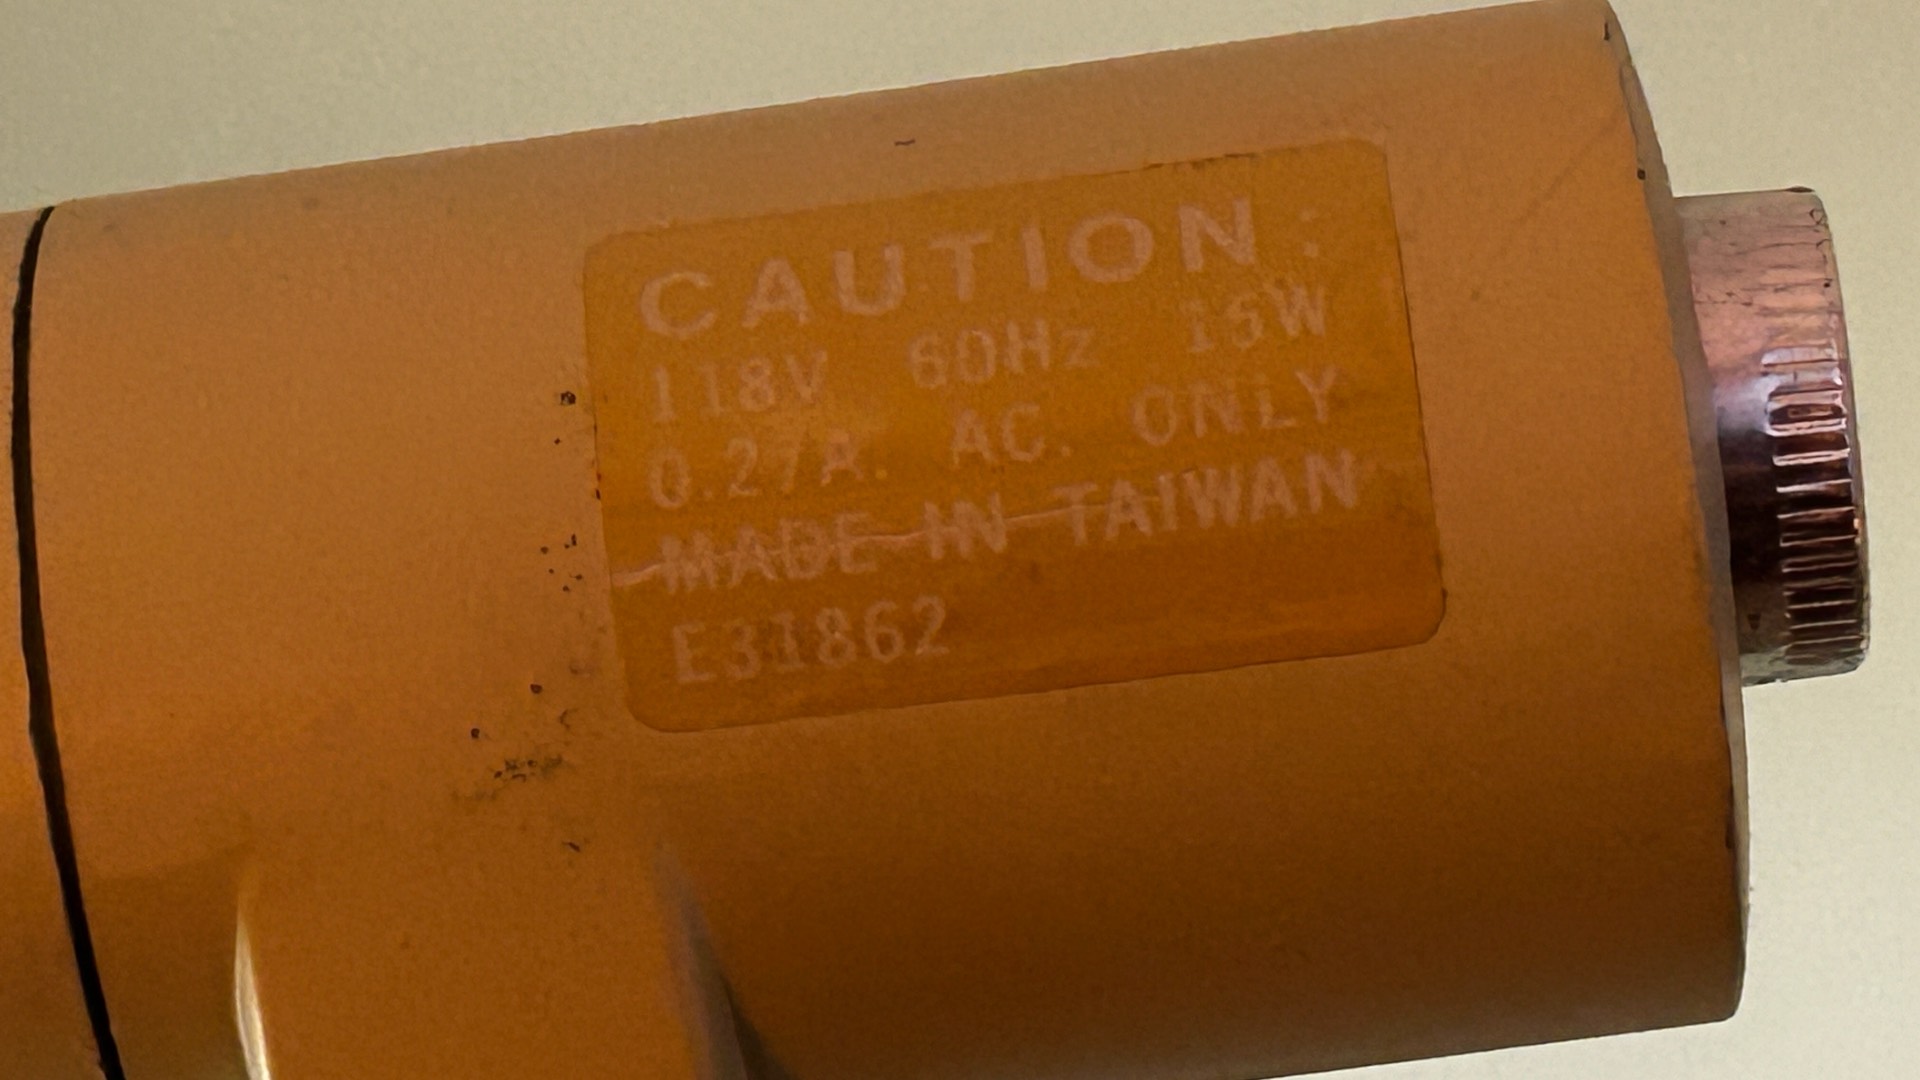 CAUTION:
118V 60Hz 15W
0.27A. AC. ONLY
MADE IN TAIWAN
E31862